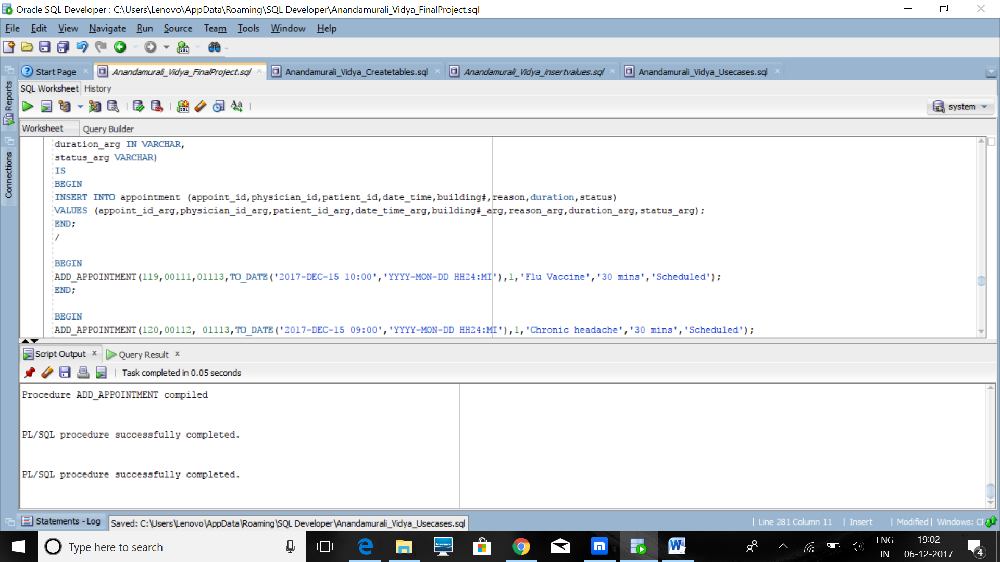 Oracle SQL Developer : C:\Users\Lenovo\AppData\Roaming\SQL Developer\Anandamurali_Vidya_FinalProject.sql
File Edit View Navigate Run Source Team Tools Window Help
Start Page Anandamurali_Vidya_FinalProject.sql Anandamurali_Vidya_Createtables.sql Anandamurali_Vidya_insertvalues.sql Anandamurali_Vidya_Usecases.sql
Reports
Connections
SQL Worksheet History
system
Worksheet Query Builder
duration_arg IN VARCHAR,
status_arg VARCHAR)
IS
BEGIN
INSERT INTO appointment (appoint_id,physician_id,patient_id,date_time,building#,reason,duration,status)
VALUES (appoint_id_arg,physician_id_arg,patient_id_arg,date_time_arg,building#_arg,reason_arg,duration_arg,status_arg);
END;
/
BEGIN
ADD_APPOINTMENT(119,00111,01113,TO_DATE('2017-DEC-15 10:00','YYYY-MON-DD HH24:MI'),1,'Flu Vaccine','30 mins','Scheduled');
END;
BEGIN
ADD_APPOINTMENT(120,00112, 01113,TO_DATE('2017-DEC-15 09:00','YYYY-MON-DD HH24:MI'),1,'Chronic headache','30 mins','Scheduled');
Script Output x Query Result x
Task completed in 0.05 seconds
Procedure ADD_APPOINTMENT compiled
PL/SQL procedure successfully completed.
PL/SQL procedure successfully completed.
Statements - Log Saved: C:\Users\Lenovo\AppData\Roaming\SQL Developer\Anandamurali_Vidya_Usecases.sql | Line 281 Column 11 | Insert | Modified | Windows:
Type here to search
ENG
IN
19:02
06-12-2017
4